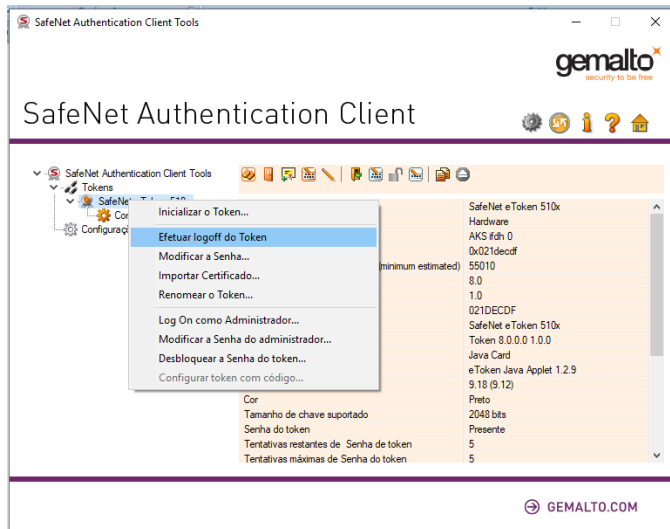 SafeNet Authentication Client Tools
gemalto
security to be free
SafeNet Authentication Client
SafeNet Authentication Client Tools
Tokens
SafeNet
Inicializar o Token...
Efetuar logoff do Token
Modificar a Senha...
Importar Certificado...
Renomear o Token...
Log On como Administrador...
Modificar a Senha do administrador...
Desbloquear a Senha do token...
Configurar token com código...
SafeNet eToken 510x
Hardware
AKS ifdh 0
0x021decdf
(minimum estimated) 55010
8.0
1.0
021DECDF
SafeNet eToken 510x
Token 8.0.0.0 1.0.0
Java Card
eToken Java Applet 1.2.9
9.18 (9.12)
Cor Preto
Tamanho de chave suportado 2048 bits
Senha do token Presente
Tentativas restantes de Senha de token 5
Tentativas máximas de Senha do token 5
GEMALTO.COM